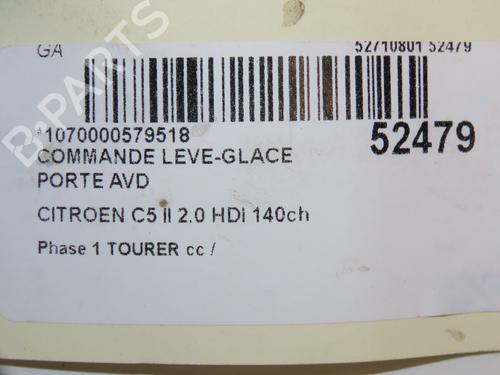 GA
52710801 52479
*1070000579518
52479
COMMANDE LEVE-GLACE
PORTE AVD
CITROEN C5 II 2.0 HDi 140ch
Phase 1 TOURER cc /
B-PARTS